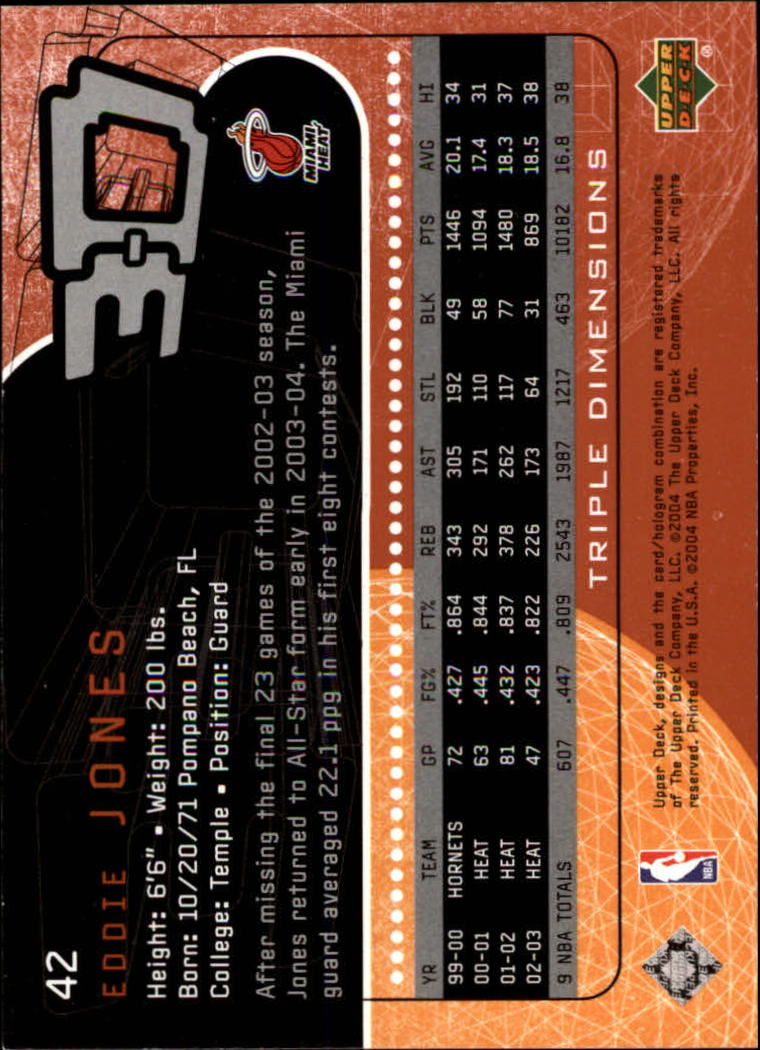 42
EDDIE JONES
Height: 6'6" ▪ Weight: 200 lbs.
Born: 10/20/71 Pompano Beach, FL
College: Temple ▪ Position: Guard
After missing the final 23 games of the 2002-03 season,
Jones returned to All-Star form early in 2003-04. The Miami
guard averaged 22.1 ppg in his first eight contests.
3D
MIAMI HEAT
YR TEAM GP FG% FT% REB AST STL BLK PTS AVG HI
99-00 HORNETS 72 .427 .864 343 305 192 49 1446 20.1 34
00-01 HEAT 63 .445 .844 292 171 110 58 1094 17.4 31
01-02 HEAT 81 .432 .837 378 262 117 77 1480 18.3 37
02-03 HEAT 47 .423 .822 226 173 64 31 869 18.5 38
9 NBA TOTALS 607 .447 .809 2543 1987 1217 463 10182 16.8 38
TRIPLE DIMENSIONS
NBA
Upper Deck, designs and the card/hologram combination are registered trademarks
of The Upper Deck Company, LLC. ©2004 The Upper Deck Company, LLC. All rights
reserved. Printed in the U.S.A. ©2004 NBA Properties, Inc.
UPPER
DECK
®